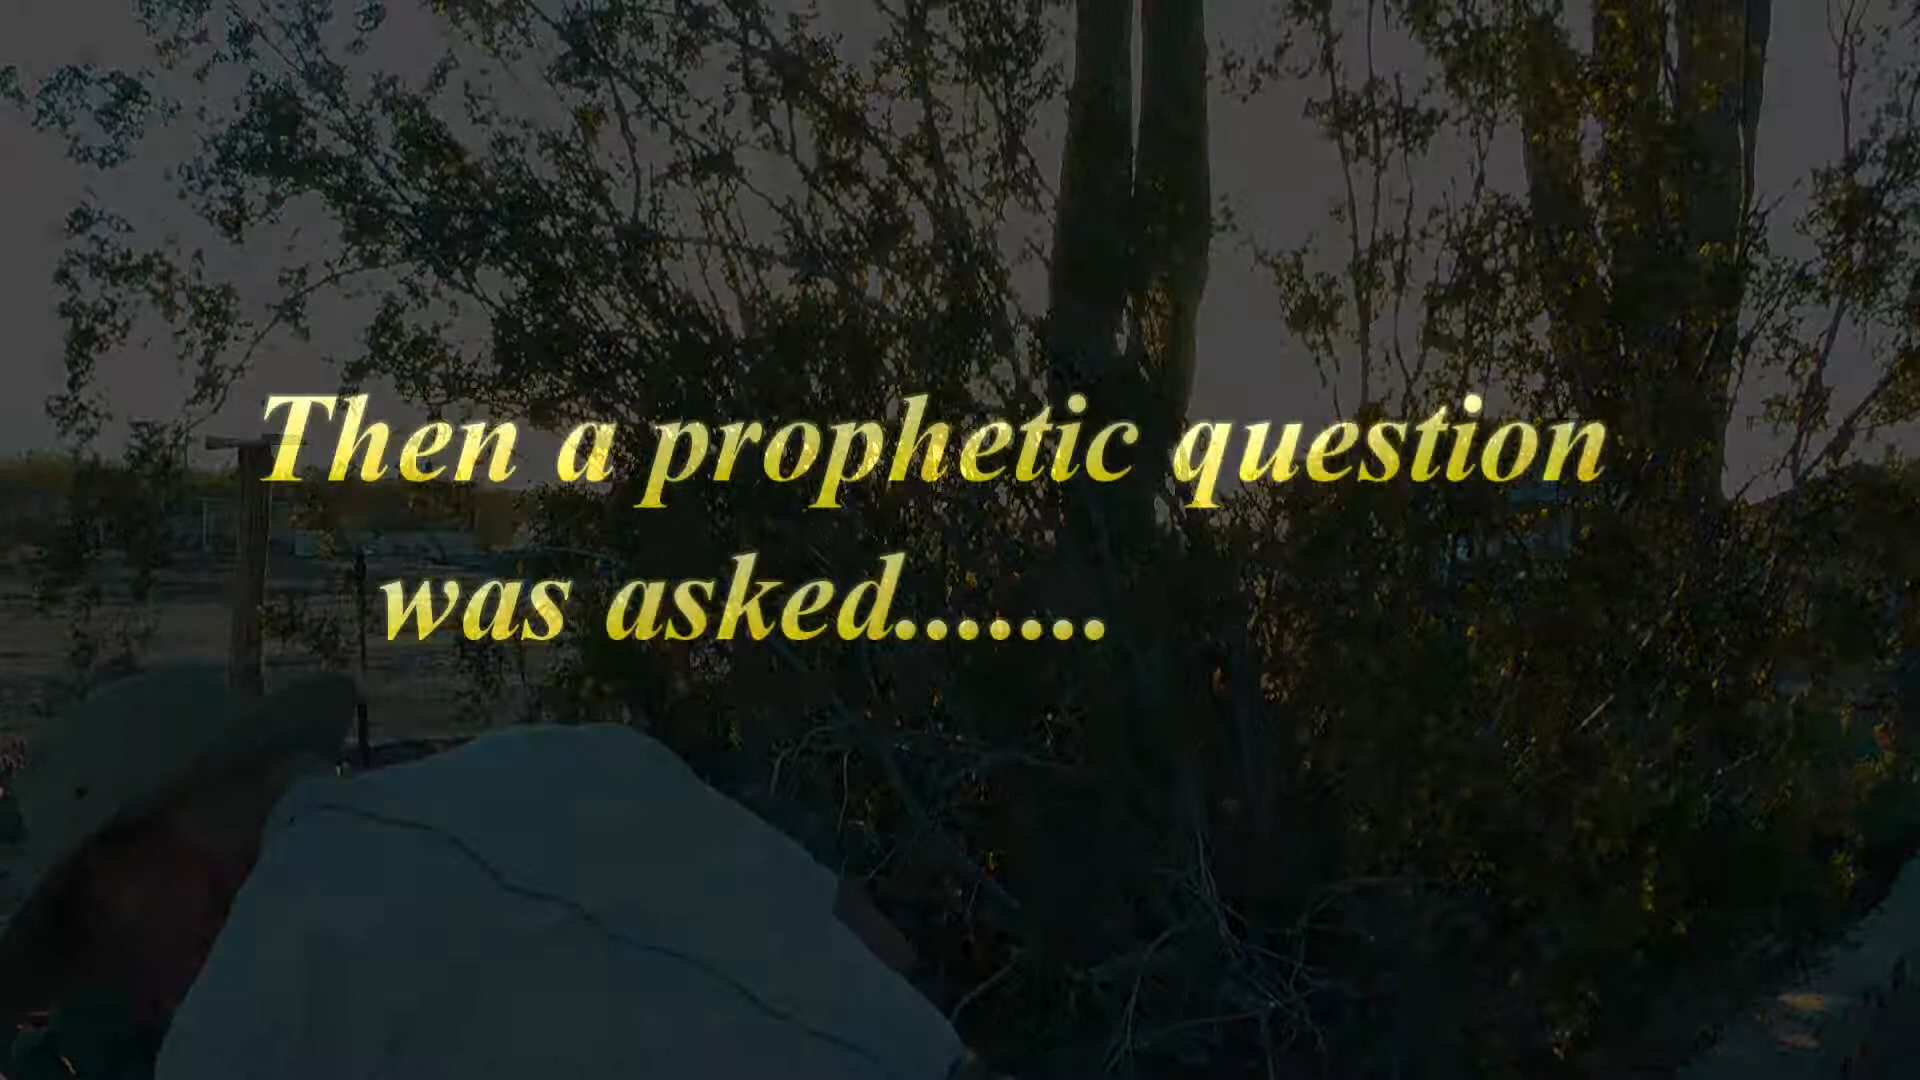 Then a prophetic question
was asked.......